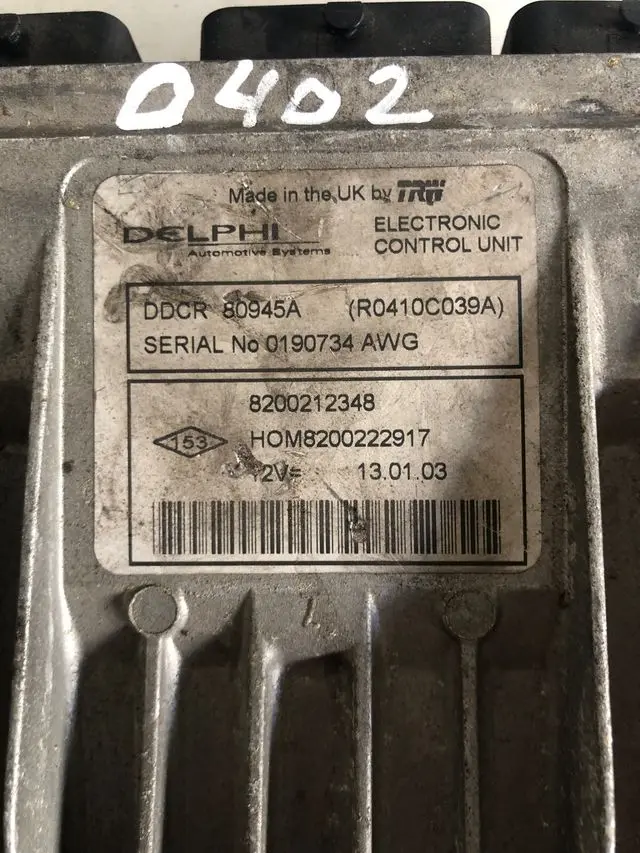 0402
Made in the UK by TRW
DELPHI
Automotive Systems
ELECTRONIC
CONTROL UNIT
DDCR 80945A (R0410C039A)
SERIAL No 0190734 AWG
8200212348
153
HOM8200222917
12V= 13.01.03